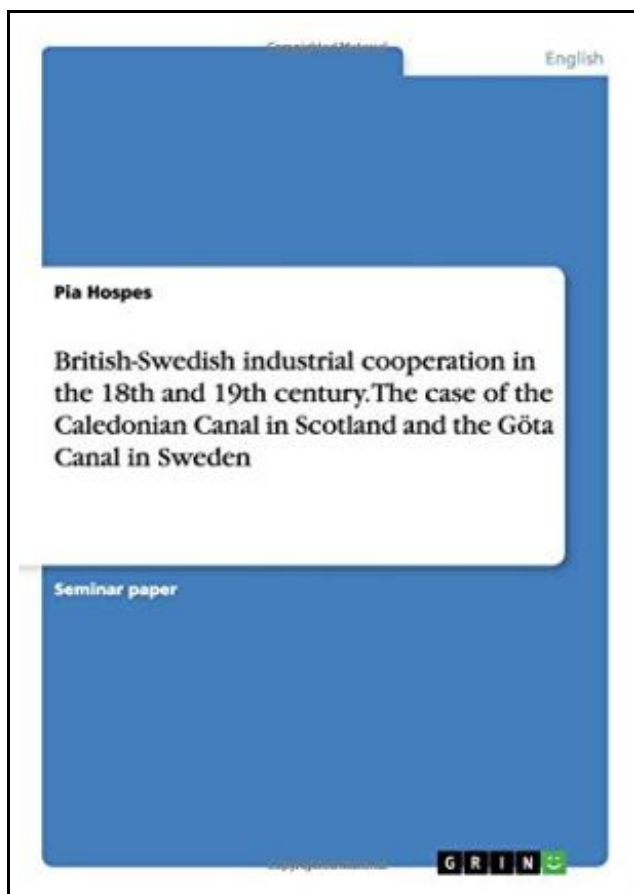 English
Pia Hospes
British-Swedish industrial cooperation in
the 18th and 19th century. The case of the
Caledonian Canal in Scotland and the Göta
Canal in Sweden
Seminar paper
GRIN